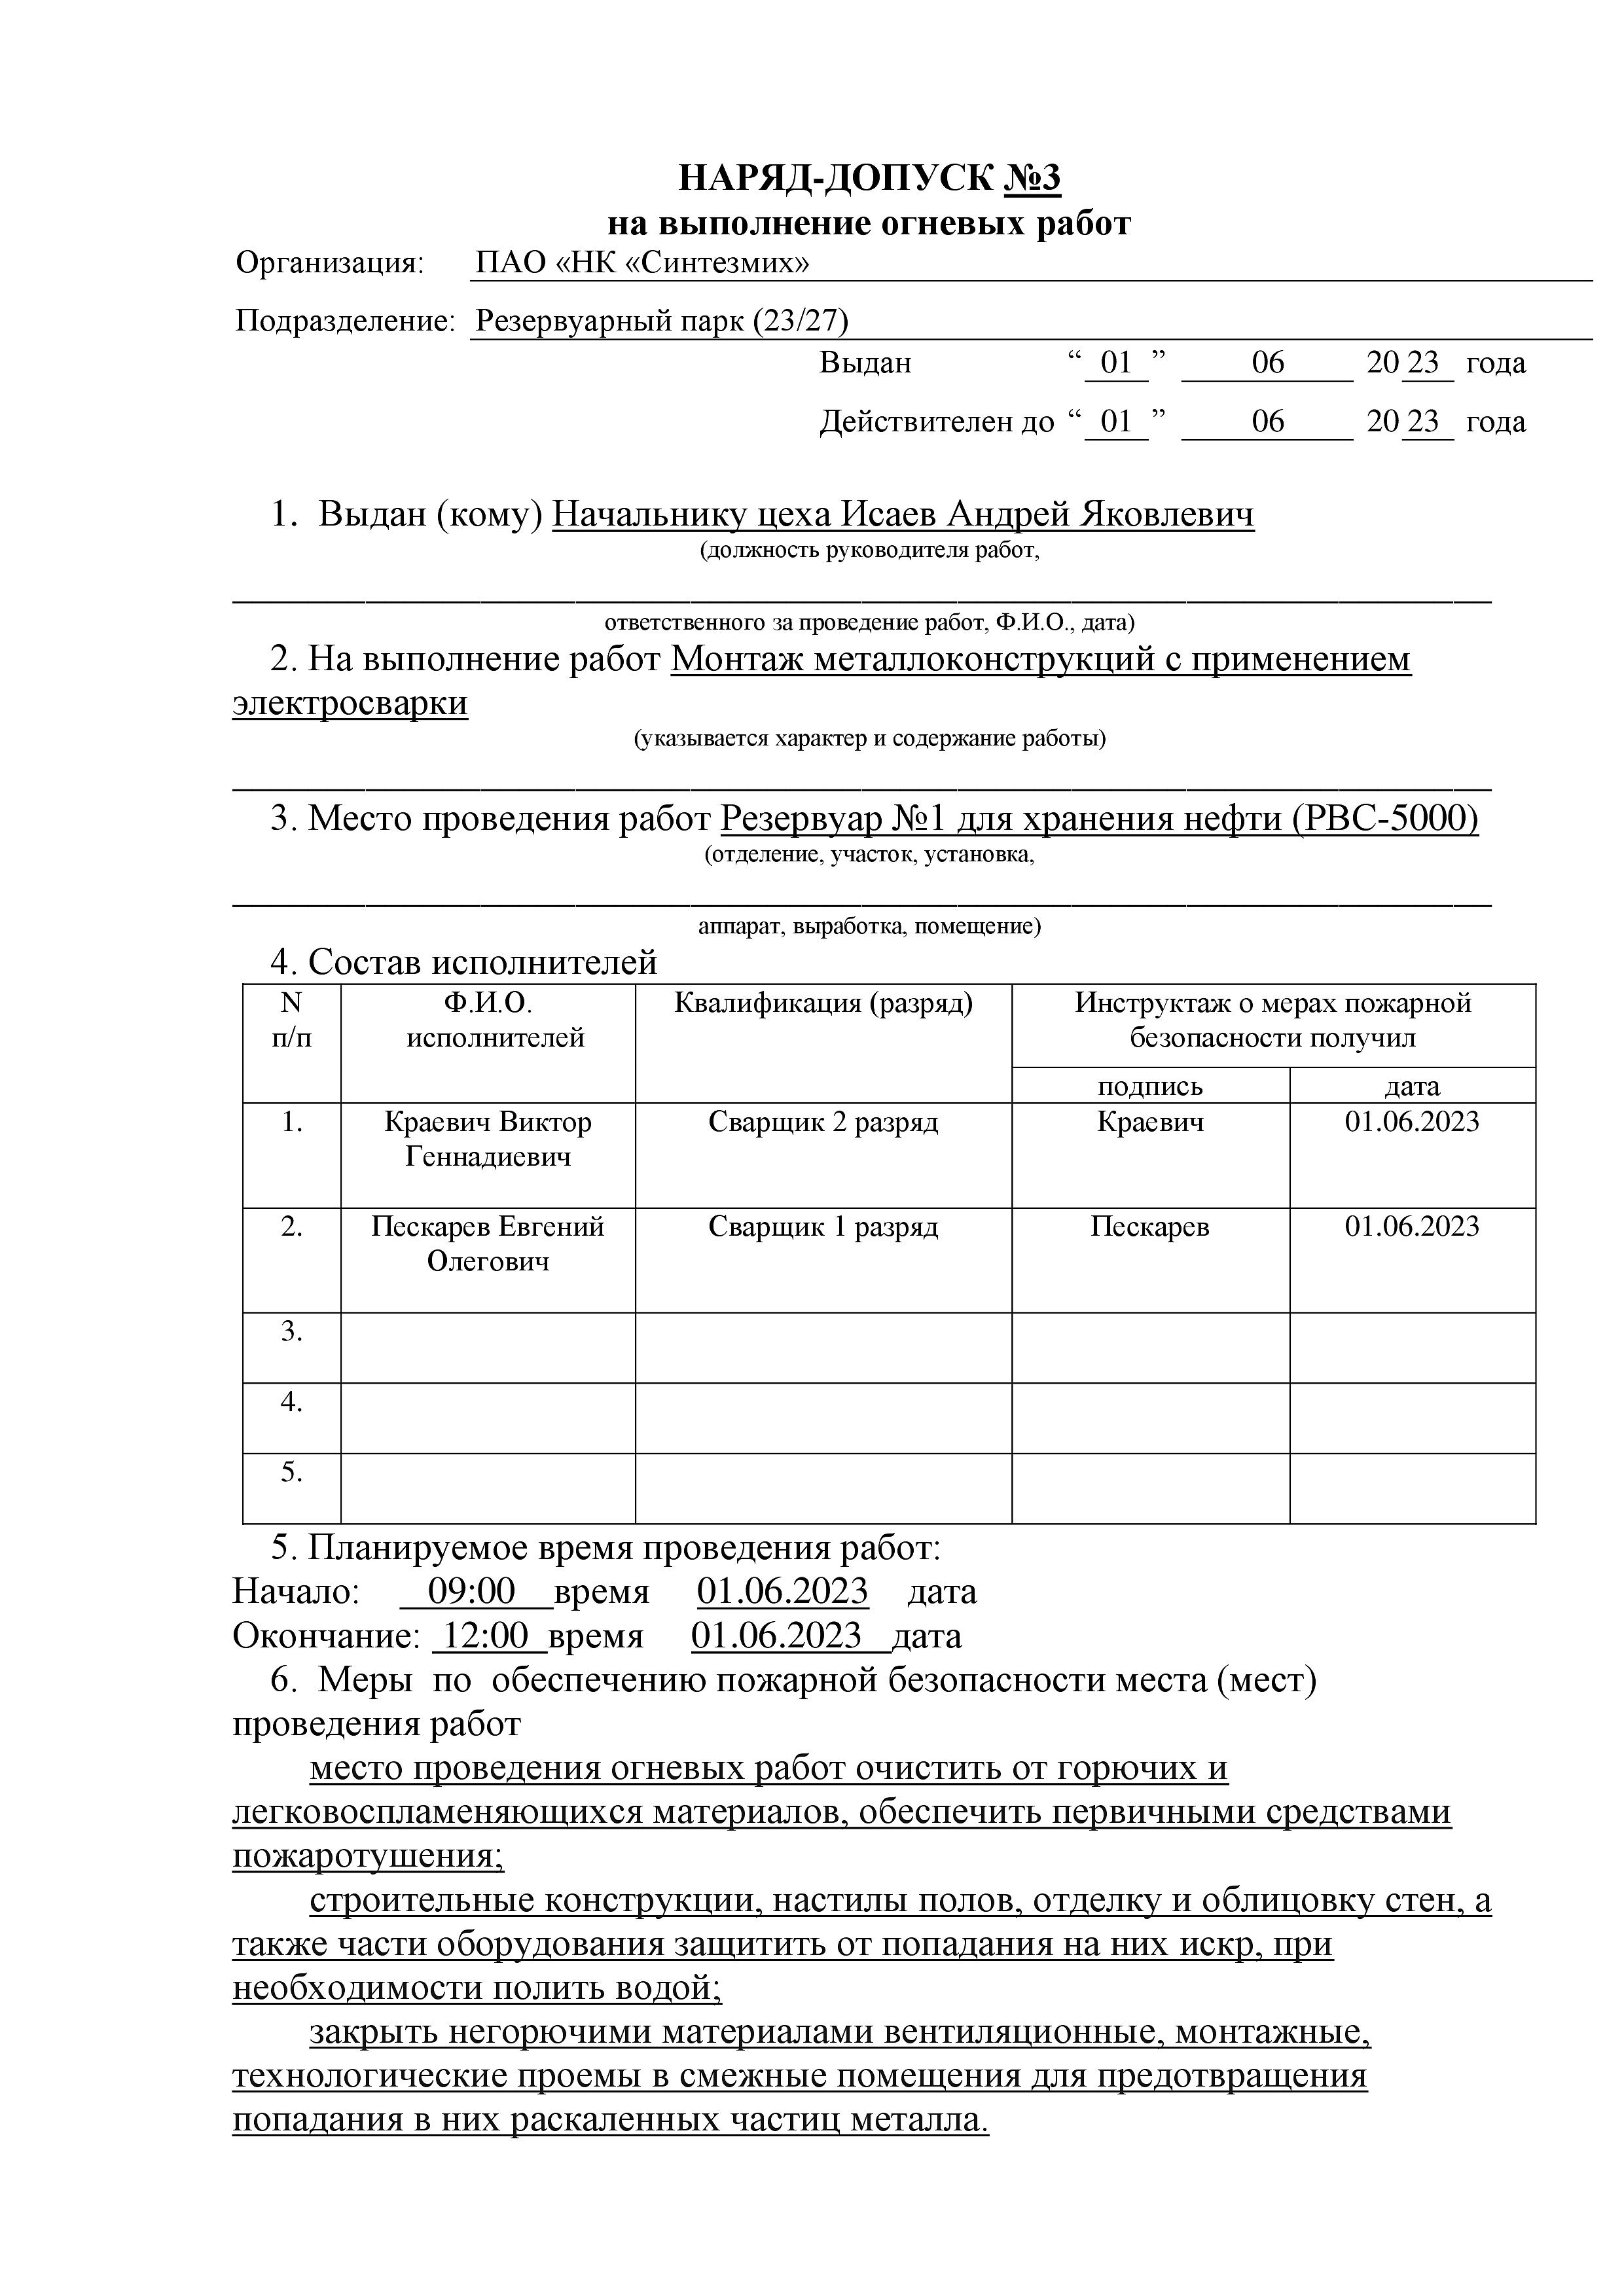 НАРЯД-ДОПУСК №3
на выполнение огневых работ
Организация: ПАО «НК «Синтезмих»
Подразделение: Резервуарный парк (23/27)
Выдан “ 01 ” 06 20 23 года
Действителен до “ 01 ” 06 20 23 года
1. Выдан (кому) Начальнику цеха Исаев Андрей Яковлевич
(должность руководителя работ,
ответственного за проведение работ, Ф.И.О., дата)
2. На выполнение работ Монтаж металлоконструкций с применением
электросварки
(указывается характер и содержание работы)
3. Место проведения работ Резервуар №1 для хранения нефти (РВС-5000)
(отделение, участок, установка,
аппарат, выработка, помещение)
4. Состав исполнителей
N Ф.И.О. Квалификация (разряд) Инструктаж о мерах пожарной
п/п исполнителей безопасности получил
подпись дата
1. Краевич Виктор Сварщик 2 разряд Краевич 01.06.2023
Геннадиевич
2. Пескарев Евгений Сварщик 1 разряд Пескарев 01.06.2023
Олегович
3.
4.
5.
5. Планируемое время проведения работ:
Начало: 09:00 время 01.06.2023 дата
Окончание: 12:00 время 01.06.2023 дата
6. Меры по обеспечению пожарной безопасности места (мест)
проведения работ
место проведения огневых работ очистить от горючих и
легковоспламеняющихся материалов, обеспечить первичными средствами
пожаротушения;
строительные конструкции, настилы полов, отделку и облицовку стен, а
также части оборудования защитить от попадания на них искр, при
необходимости полить водой;
закрыть негорючими материалами вентиляционные, монтажные,
технологические проемы в смежные помещения для предотвращения
попадания в них раскаленных частиц металла.